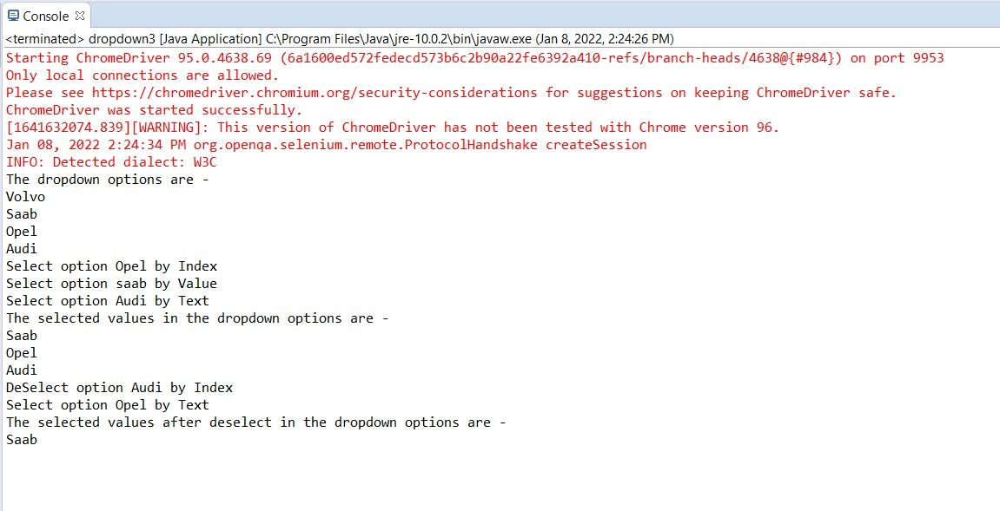 Console
<terminated> dropdown3 [Java Application] C:\Program Files\Java\jre-10.0.2\bin\javaw.exe (Jan 8, 2022, 2:24:26 PM)
Starting ChromeDriver 95.0.4638.69 (6a1600ed572fedecd573b6c2b90a22fe6392a410-refs/branch-heads/4638@{#984}) on port 9953
Only local connections are allowed.
Please see https://chromedriver.chromium.org/security-considerations for suggestions on keeping ChromeDriver safe.
ChromeDriver was started successfully.
[1641632074.839][WARNING]: This version of ChromeDriver has not been tested with Chrome version 96.
Jan 08, 2022 2:24:34 PM org.openqa.selenium.remote.ProtocolHandshake createSession
INFO: Detected dialect: W3C
The dropdown options are -
Volvo
Saab
Opel
Audi
Select option Opel by Index
Select option saab by Value
Select option Audi by Text
The selected values in the dropdown options are -
Saab
Opel
Audi
DeSelect option Audi by Index
Select option Opel by Text
The selected values after deselect in the dropdown options are -
Saab